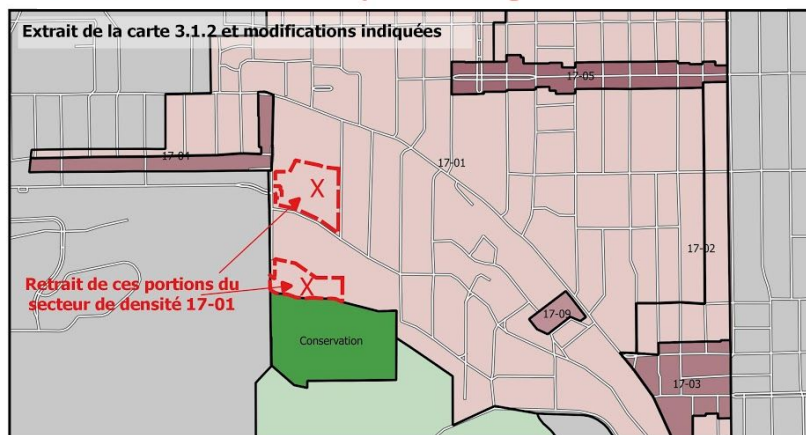 Extrait de la carte 3.1.2 et modifications indiquées
17-05
17-04
17-01
X
17-02
Retrait de ces portions du
secteur de densité 17-01
X
17-09
Conservation
17-03